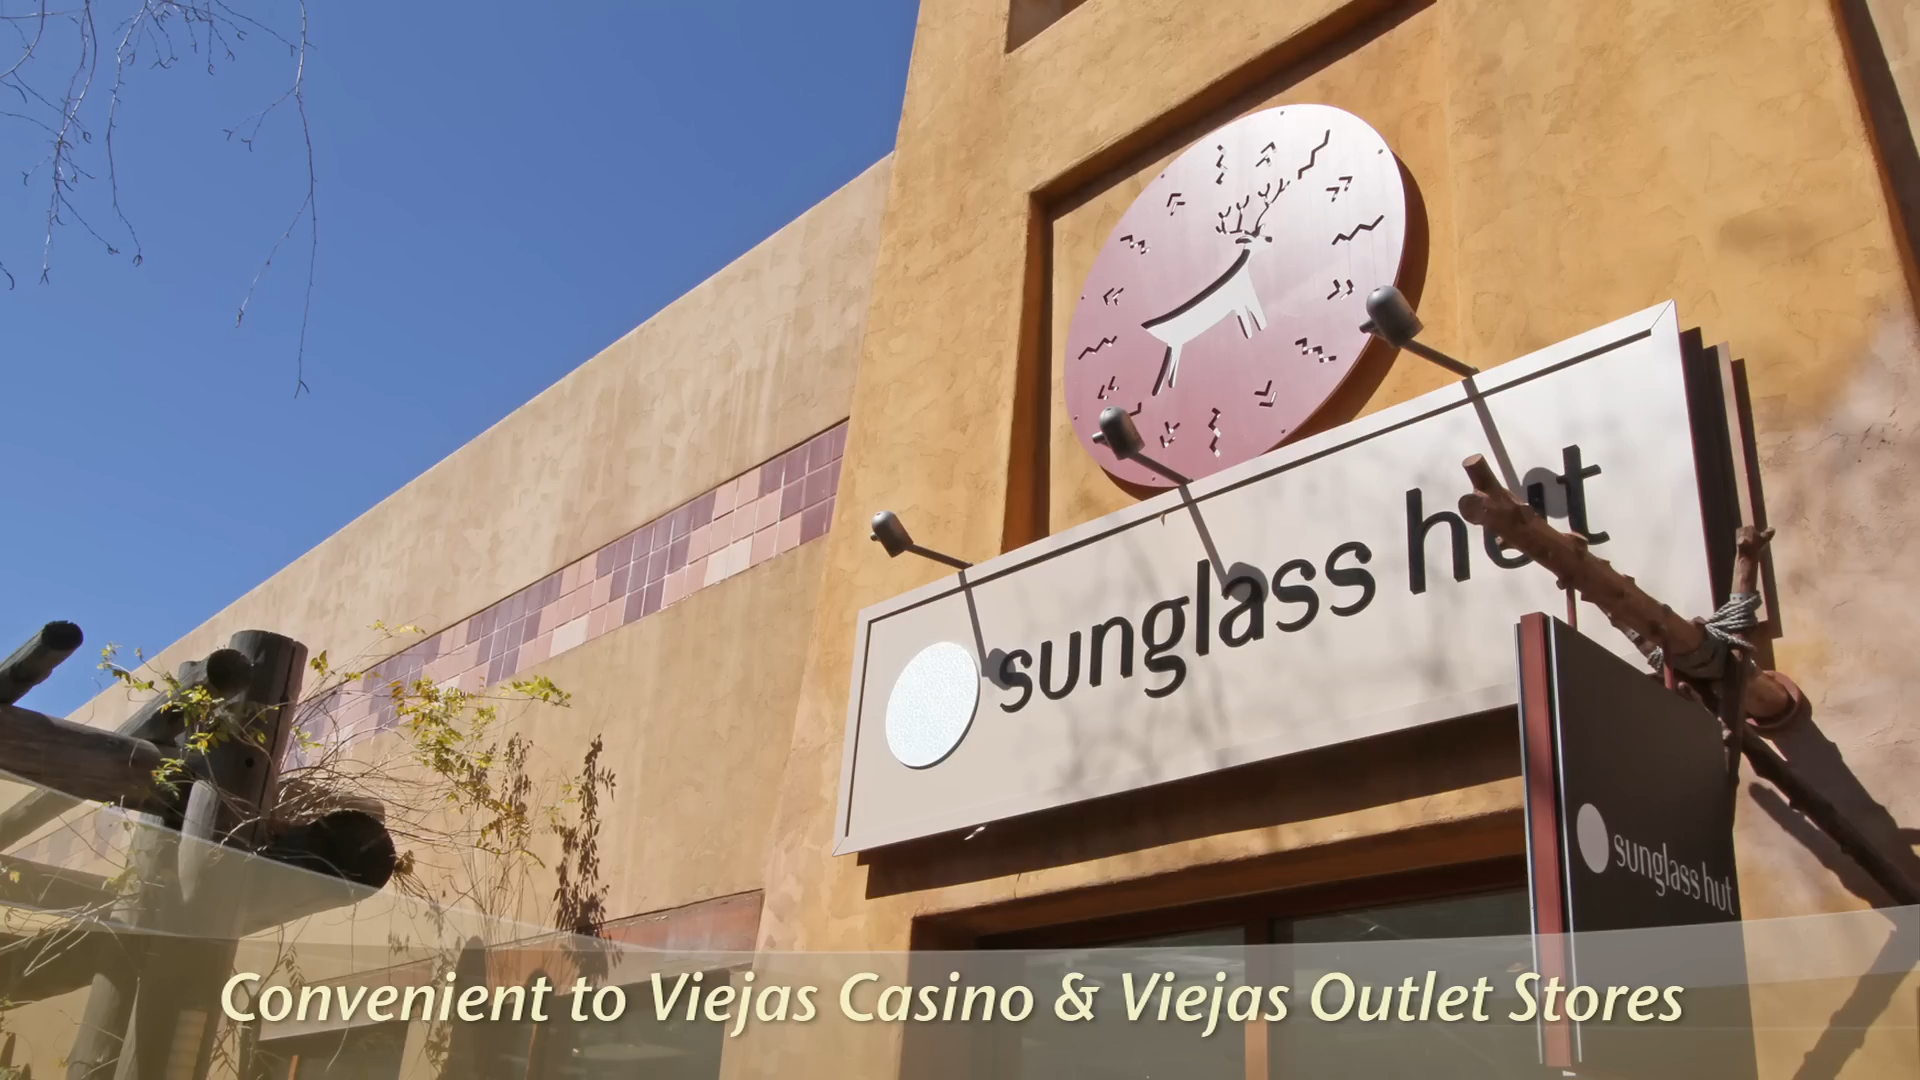 sunglass hut
sunglass hut
Convenient to Viejas Casino & Viejas Outlet Stores